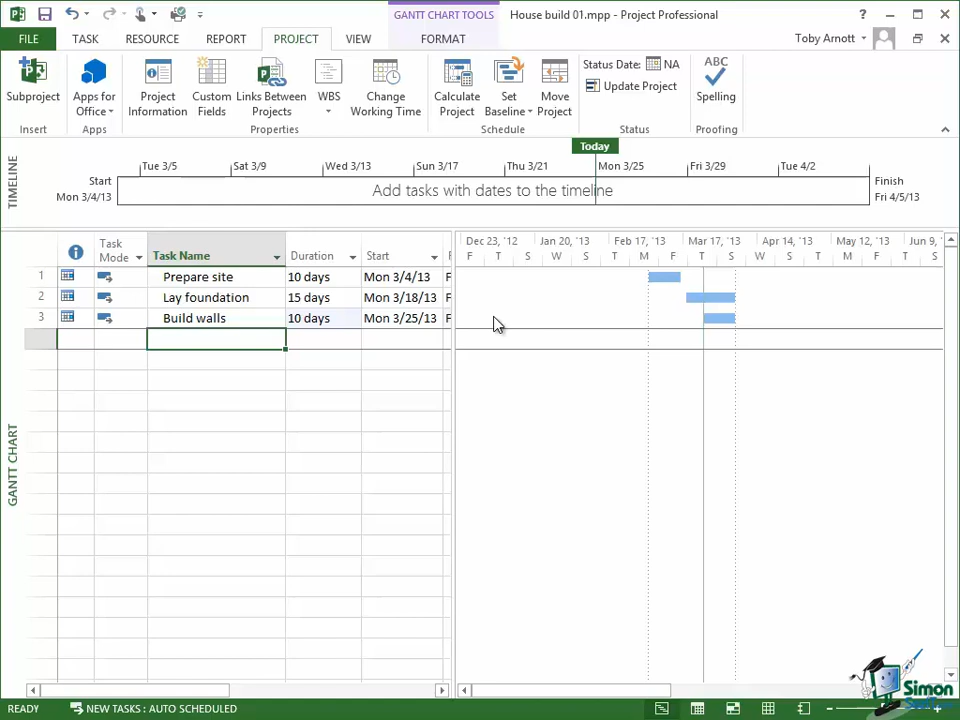 GANTT CHART TOOLS
House build 01.mpp - Project Professional
FILE TASK RESOURCE REPORT PROJECT VIEW FORMAT
Toby Arnott
Subproject
Apps for Office
Project Information
Custom Fields
Links Between Projects
WBS
Change Working Time
Calculate Project
Set Baseline
Move Project
Status Date: NA
Update Project
ABC
Spelling
Insert Apps Properties Schedule Status Proofing
TIMELINE
Today
Tue 3/5 Sat 3/9 Wed 3/13 Sun 3/17 Thu 3/21 Mon 3/25 Fri 3/29 Tue 4/2
Start
Mon 3/4/13
Add tasks with dates to the timeline
Finish
Fri 4/5/13
GANTT CHART
Task Mode Task Name Duration Start F
Dec 23, '12 Jan 20, '13 Feb 17, '13 Mar 17, '13 Apr 14, '13 May 12, '13 Jun 9, '
F T S W S T M F T S W S T M F T S
1 Prepare site 10 days Mon 3/4/13 F
2 Lay foundation 15 days Mon 3/18/13 F
3 Build walls 10 days Mon 3/25/13 F
READY NEW TASKS : AUTO SCHEDULED
Simon